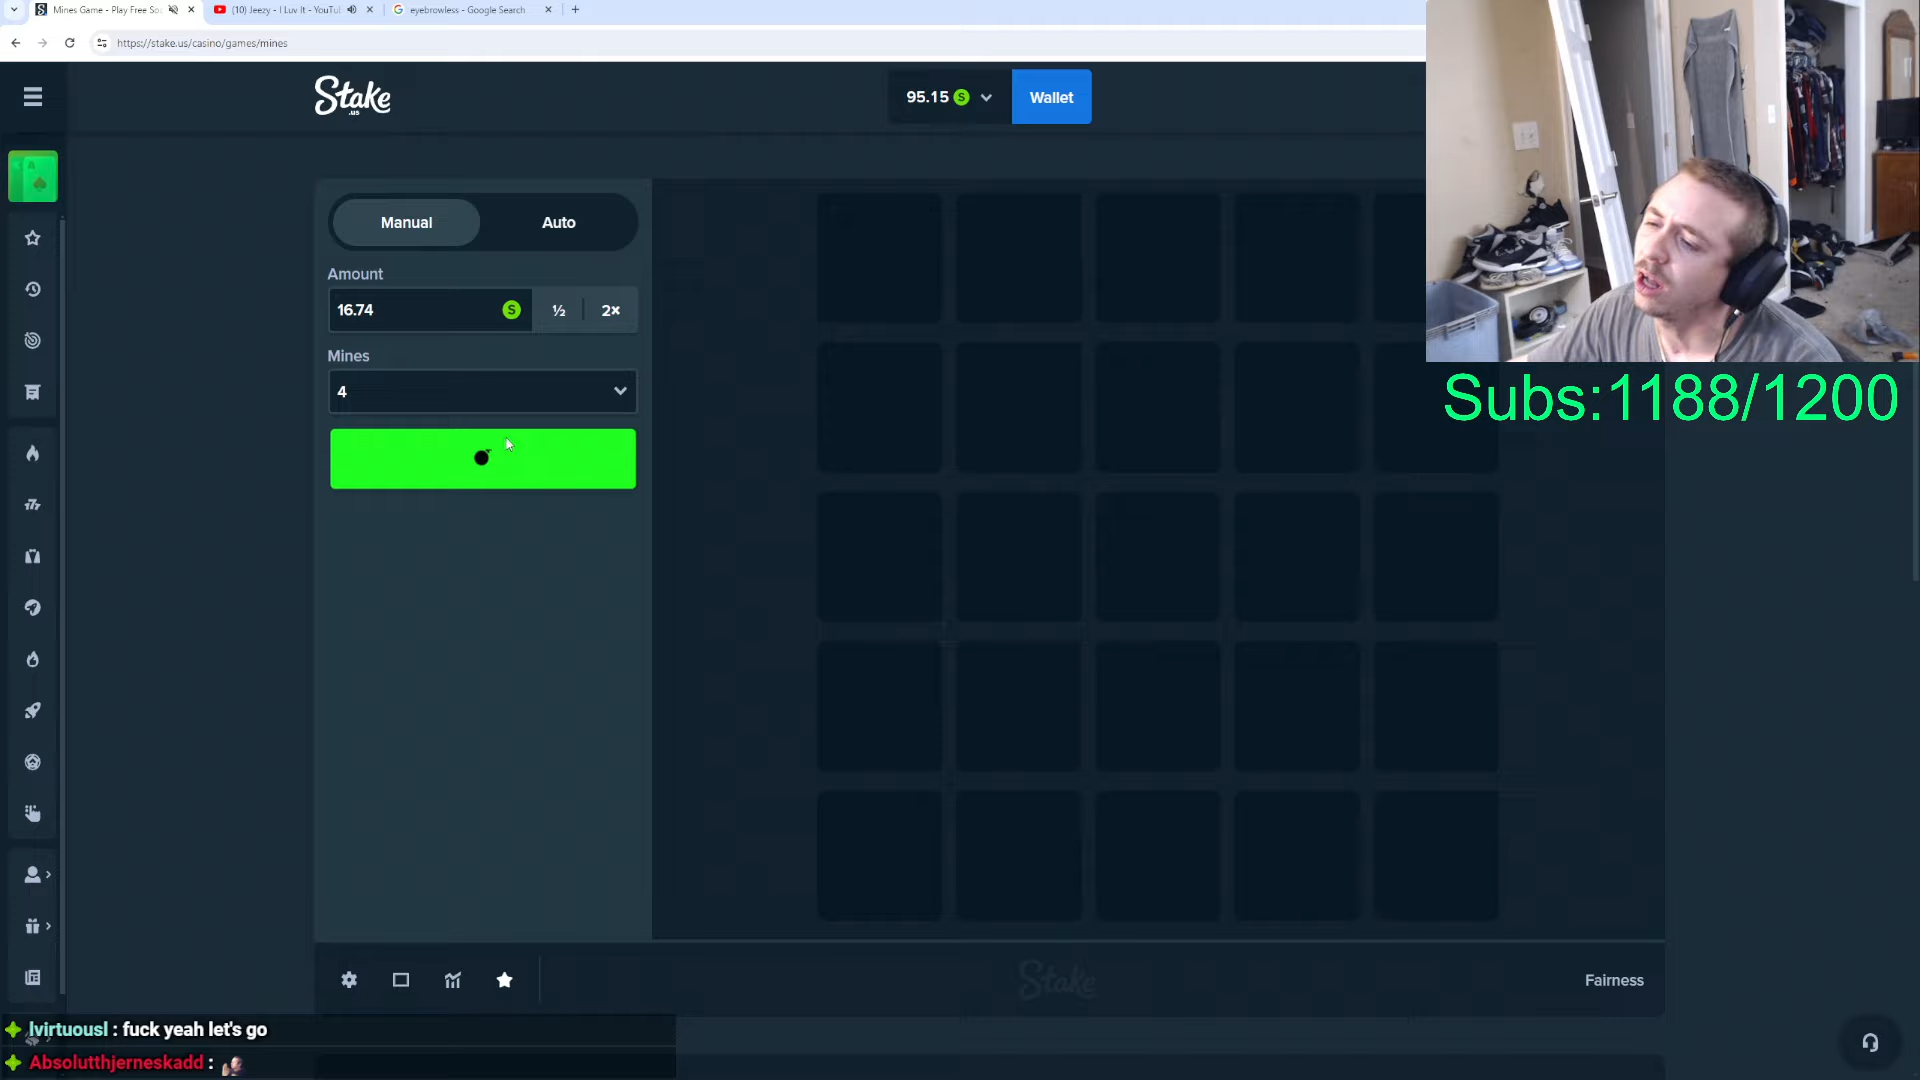 Mines Game - Play Free So
(10) Jeezy - I Luv It - YouTu
eyebrowless - Google Search
https://stake.us/casino/games/mines
Stake
.us
95.15 S
Wallet
Manual
Auto
Amount
16.74 S
½
2×
Mines
4
Subs:1188/1200
Stake
Fairness
lvirtuousl : fuck yeah let's go
Absolutthjerneskadd :